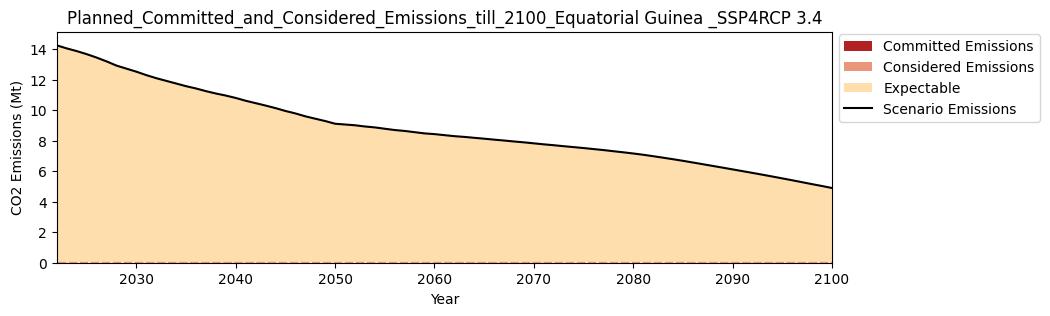 Planned_Committed_and_Considered_Emissions_till_2100_Equatorial Guinea _SSP4RCP 3.4
Committed Emissions
Considered Emissions
Expectable
Scenario Emissions
CO2 Emissions (Mt)
14
12
10
8
6
4
2
0
2030 2040 2050 2060 2070 2080 2090 2100
Year